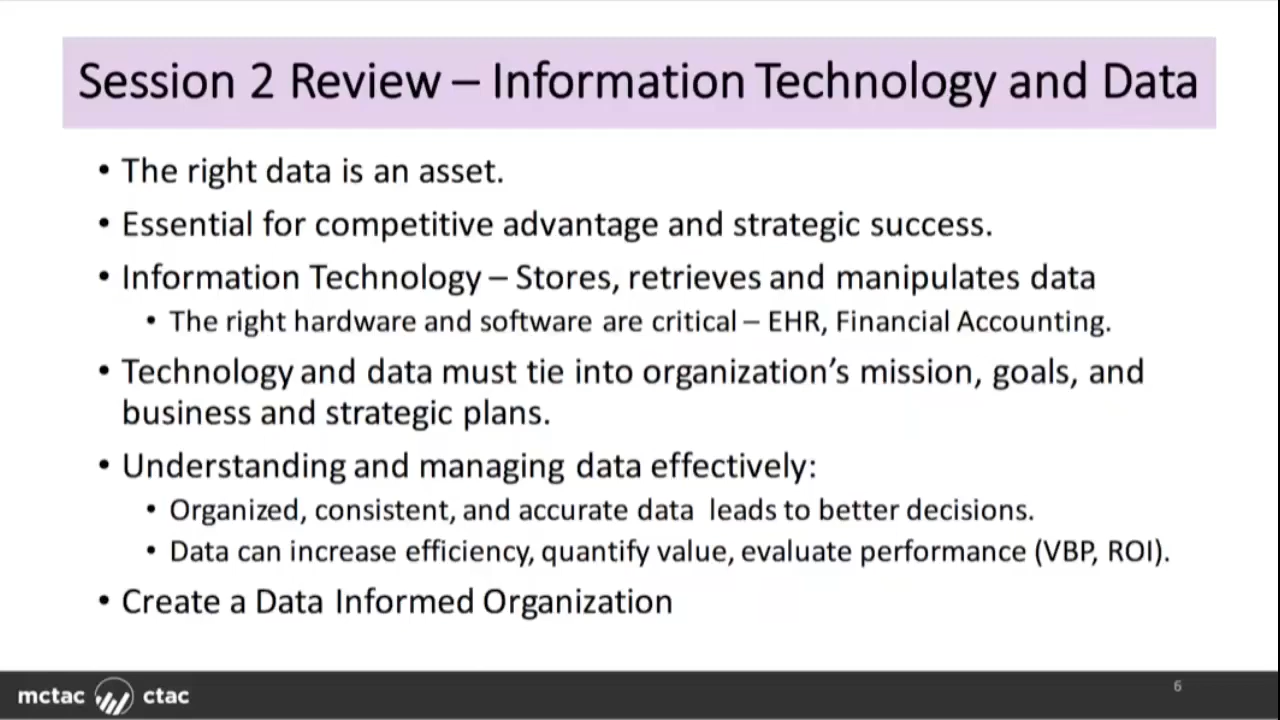 Session 2 Review – Information Technology and Data
• The right data is an asset.
• Essential for competitive advantage and strategic success.
• Information Technology – Stores, retrieves and manipulates data
• The right hardware and software are critical – EHR, Financial Accounting.
• Technology and data must tie into organization’s mission, goals, and
business and strategic plans.
• Understanding and managing data effectively:
• Organized, consistent, and accurate data leads to better decisions.
• Data can increase efficiency, quantify value, evaluate performance (VBP, ROI).
• Create a Data Informed Organization
mctac ctac
6